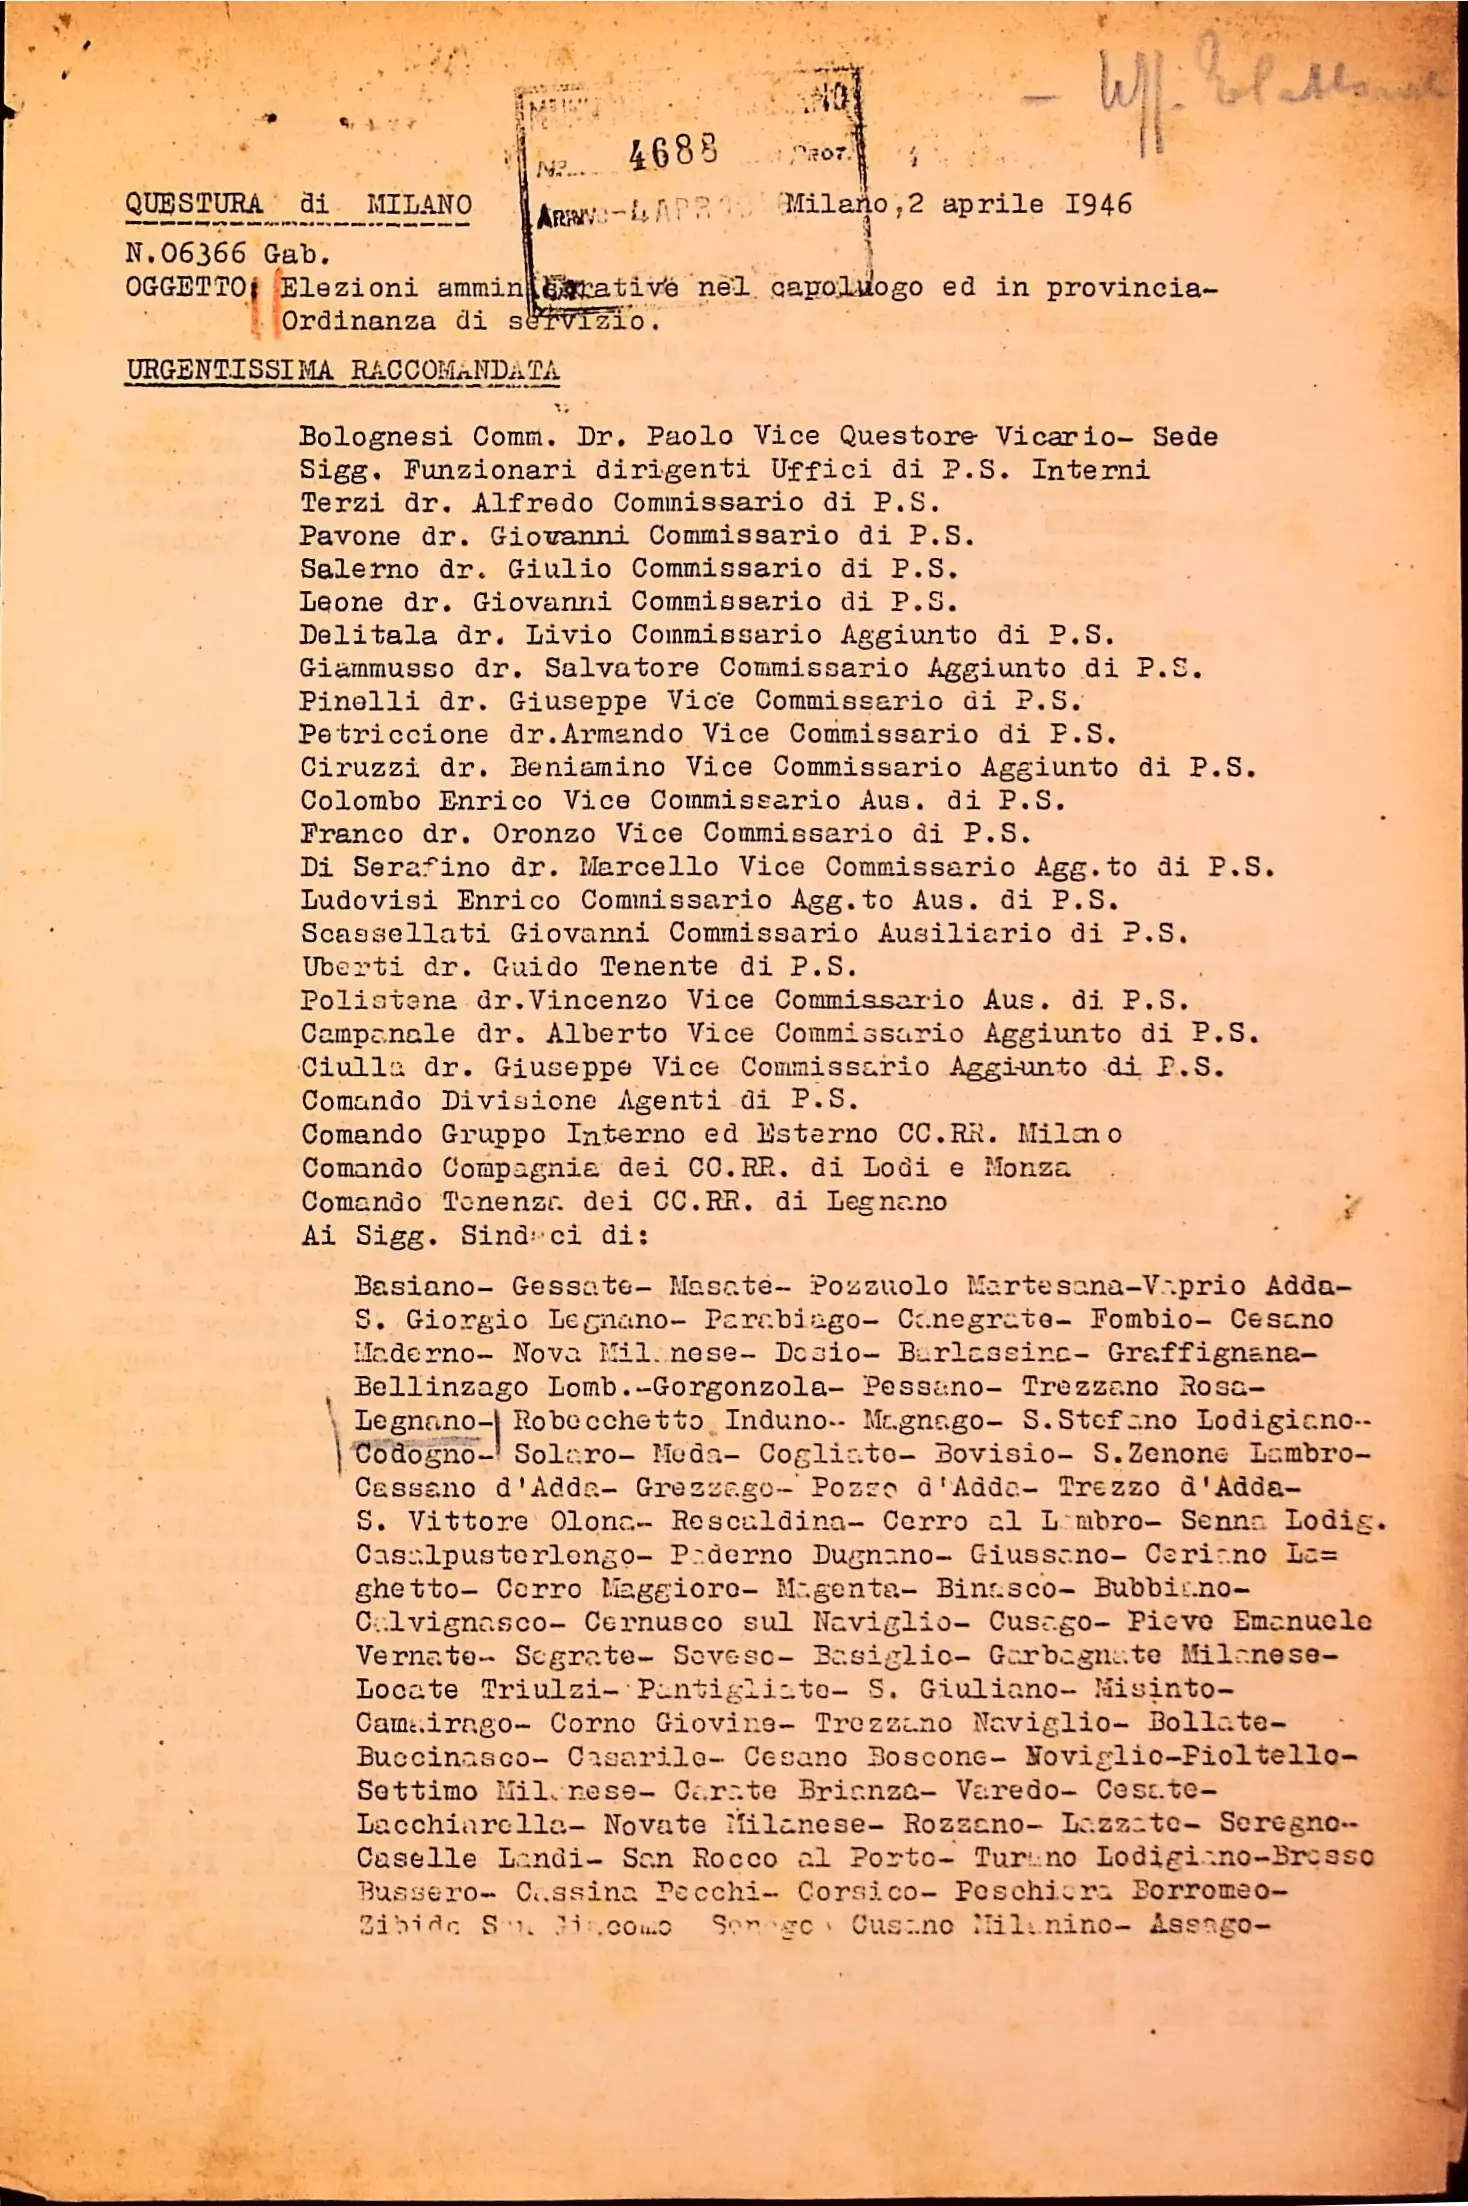 Uff. Elettorale
4688
PROT.
ARRIVO - 4 APR
QUESTURA di MILANO
Milano, 2 aprile I946
N.06366 Gab.
OGGETTO: Elezioni amministrative nel capoluogo ed in provincia-
Ordinanza di servizio.
URGENTISSIMA RACCOMANDATA
Bolognesi Comm. Dr. Paolo Vice Questore Vicario- Sede
Sigg. Funzionari dirigenti Uffici di P.S. Interni
Terzi dr. Alfredo Commissario di P.S.
Pavone dr. Giovanni Commissario di P.S.
Salerno dr. Giulio Commissario di P.S.
Leone dr. Giovanni Commissario di P.S.
Delitala dr. Livio Commissario Aggiunto di P.S.
Giammusso dr. Salvatore Commissario Aggiunto di P.S.
Pinelli dr. Giuseppe Vice Commissario di P.S.
Petriccione dr.Armando Vice Commissario di P.S.
Ciruzzi dr. Beniamino Vice Commissario Aggiunto di P.S.
Colombo Enrico Vice Commissario Aus. di P.S.
Franco dr. Oronzo Vice Commissario di P.S.
Di Serafino dr. Marcello Vice Commissario Agg.to di P.S.
Ludovisi Enrico Commissario Agg.to Aus. di P.S.
Scassellati Giovanni Commissario Ausiliario di P.S.
Uberti dr. Guido Tenente di P.S.
Polistena dr.Vincenzo Vice Commissario Aus. di P.S.
Campanale dr. Alberto Vice Commissario Aggiunto di P.S.
Ciulla dr. Giuseppe Vice Commissario Aggiunto di P.S.
Comando Divisione Agenti di P.S.
Comando Gruppo Interno ed Esterno CC.RR. Milano
Comando Compagnia dei CC.RR. di Lodi e Monza
Comando Tenenza dei CC.RR. di Legnano
Ai Sigg. Sindaci di:
Basiano- Gessate- Masate- Pozzuolo Martesana-Vaprio Adda-
S. Giorgio Legnano- Parabiago- Canegrate- Fombio- Cesano
Maderno- Nova Milanese- Desio- Barlassina- Graffignana-
Bellinzago Lomb.-Gorgonzola- Pessano- Trezzano Rosa-
Legnano- Robecchetto Induno-- Magnago- S.Stefano Lodigiano--
Codogno- Solaro- Meda- Cogliate- Bovisio- S.Zenone Lambro-
Cassano d'Adda- Grezzago- Pozzo d'Adda- Trezzo d'Adda-
S. Vittore Olona-- Rescaldina- Cerro al Lambro- Senna Lodig.
Casalpusterlengo- Paderno Dugnano- Giussano- Ceriano La=
ghetto- Cerro Maggiore- Magenta- Binasco- Bubbiano-
Calvignasco- Cernusco sul Naviglio- Cusago- Pieve Emanuele
Vernate-- Segrate- Seveso- Basiglio- Garbagnate Milanese-
Locate Triulzi- Pantigliate- S. Giuliano- Misinto-
Camairago- Corno Giovine- Trezzano Naviglio- Bollate-
Buccinasco- Casarile- Cesano Boscone- Noviglio-Pioltello-
Settimo Milanese- Carate Brianza- Varedo- Cesate-
Lacchiarella- Novate Milanese- Rozzano- Lazzate- Seregno--
Caselle Landi- San Rocco al Porto- Turano Lodigiano-Bresso
Bussero- Cassina Pecchi- Corsico- Peschiera Borromeo-
Zibido San Giacomo Senago Cusano Milanino- Assago-